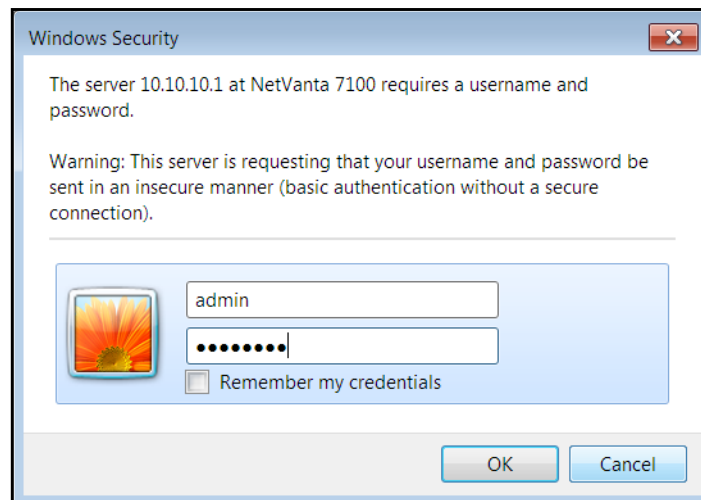 Windows Security
The server 10.10.10.1 at NetVanta 7100 requires a username and
password.
Warning: This server is requesting that your username and password be
sent in an insecure manner (basic authentication without a secure
connection).
admin
●●●●●●●●
Remember my credentials
OK Cancel